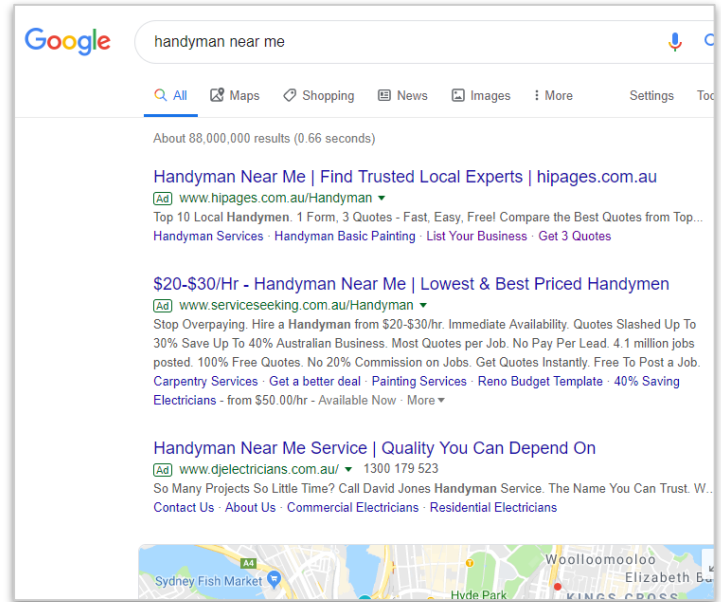 Google
handyman near me
All Maps Shopping News Images More Settings
About 88,000,000 results (0.66 seconds)
Handyman Near Me | Find Trusted Local Experts | hipages.com.au
Ad www.hipages.com.au/Handyman
Top 10 Local Handymen. 1 Form, 3 Quotes - Fast, Easy, Free! Compare the Best Quotes from Top...
Handyman Services · Handyman Basic Painting · List Your Business · Get 3 Quotes
$20-$30/Hr - Handyman Near Me | Lowest & Best Priced Handymen
Ad www.serviceseeking.com.au/Handyman
Stop Overpaying. Hire a Handyman from $20-$30/hr. Immediate Availability. Quotes Slashed Up To
30% Save Up To 40% Australian Business. Most Quotes per Job. No Pay Per Lead. 4.1 million jobs
posted. 100% Free Quotes. No 20% Commission on Jobs. Get Quotes Instantly. Free To Post a Job.
Carpentry Services · Get a better deal · Painting Services · Reno Budget Template · 40% Saving
Electricians - from $50.00/hr - Available Now · More
Handyman Near Me Service | Quality You Can Depend On
Ad www.djelectricians.com.au/ 1300 179 523
So Many Projects So Little Time? Call David Jones Handyman Service. The Name You Can Trust. W...
Contact Us · About Us · Commercial Electricians · Residential Electricians
Woolloomooloo
A4
Elizabeth
Sydney Fish Market
Hyde Park
KINGS CROSS